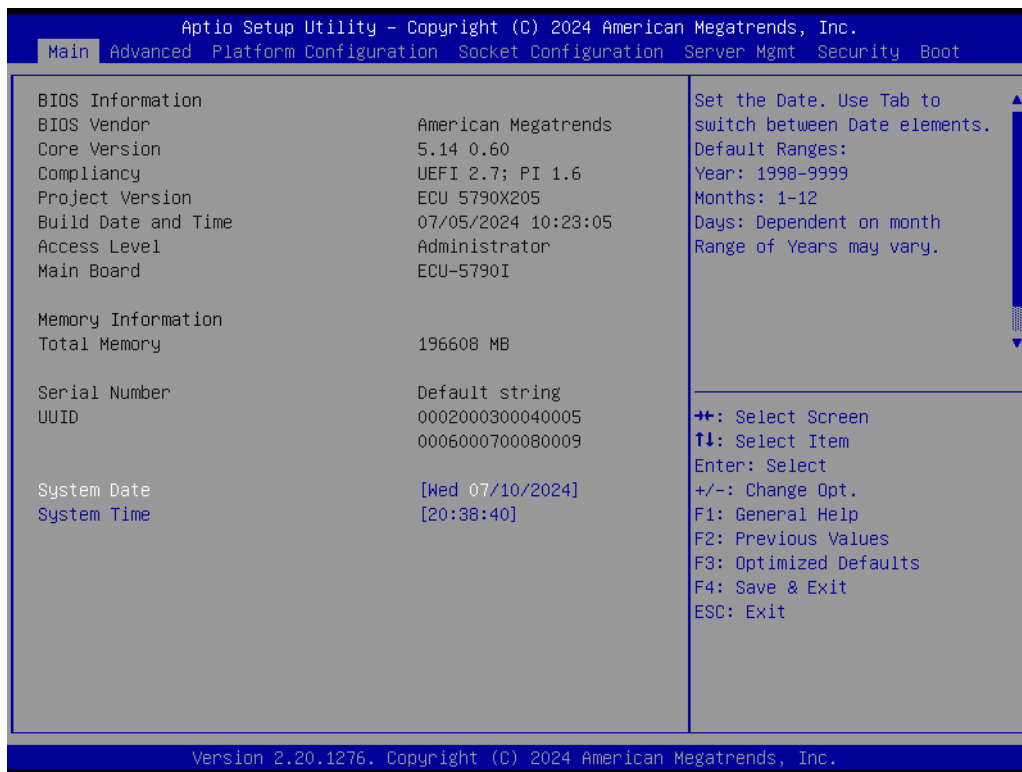 Aptio Setup Utility – Copyright (C) 2024 American Megatrends, Inc.
Main Advanced Platform Configuration Socket Configuration Server Mgmt Security Boot
BIOS Information
BIOS Vendor American Megatrends
Core Version 5.14 0.60
Compliancy UEFI 2.7; PI 1.6
Project Version ECU 5790X205
Build Date and Time 07/05/2024 10:23:05
Access Level Administrator
Main Board ECU-5790I
Memory Information
Total Memory 196608 MB
Serial Number Default string
UUID 0002000300040005
0006000700080009
System Date [Wed 07/10/2024]
System Time [20:38:40]
Set the Date. Use Tab to
switch between Date elements.
Default Ranges:
Year: 1998-9999
Months: 1-12
Days: Dependent on month
Range of Years may vary.
→←: Select Screen
↑↓: Select Item
Enter: Select
+/-: Change Opt.
F1: General Help
F2: Previous Values
F3: Optimized Defaults
F4: Save & Exit
ESC: Exit
Version 2.20.1276. Copyright (C) 2024 American Megatrends, Inc.